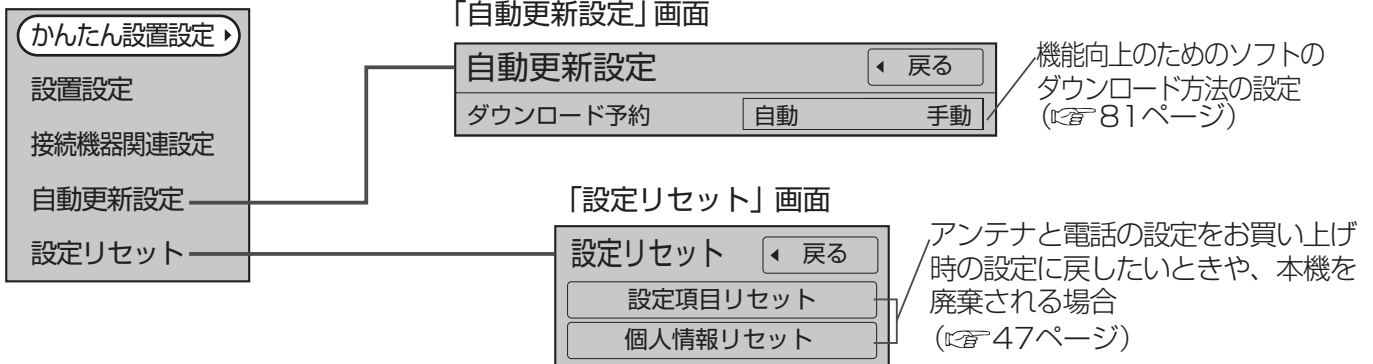 かんたん設置設定
設置設定
接続機器関連設定
自動更新設定
設定リセット
「自動更新設定」画面
自動更新設定 戻る
ダウンロード予約 自動 手動
機能向上のためのソフトの
ダウンロード方法の設定
(☞81ページ)
「設定リセット」画面
設定リセット 戻る
設定項目リセット
個人情報リセット
アンテナと電話の設定をお買い上げ
時の設定に戻したいときや、本機を
廃棄される場合
(☞47ページ)